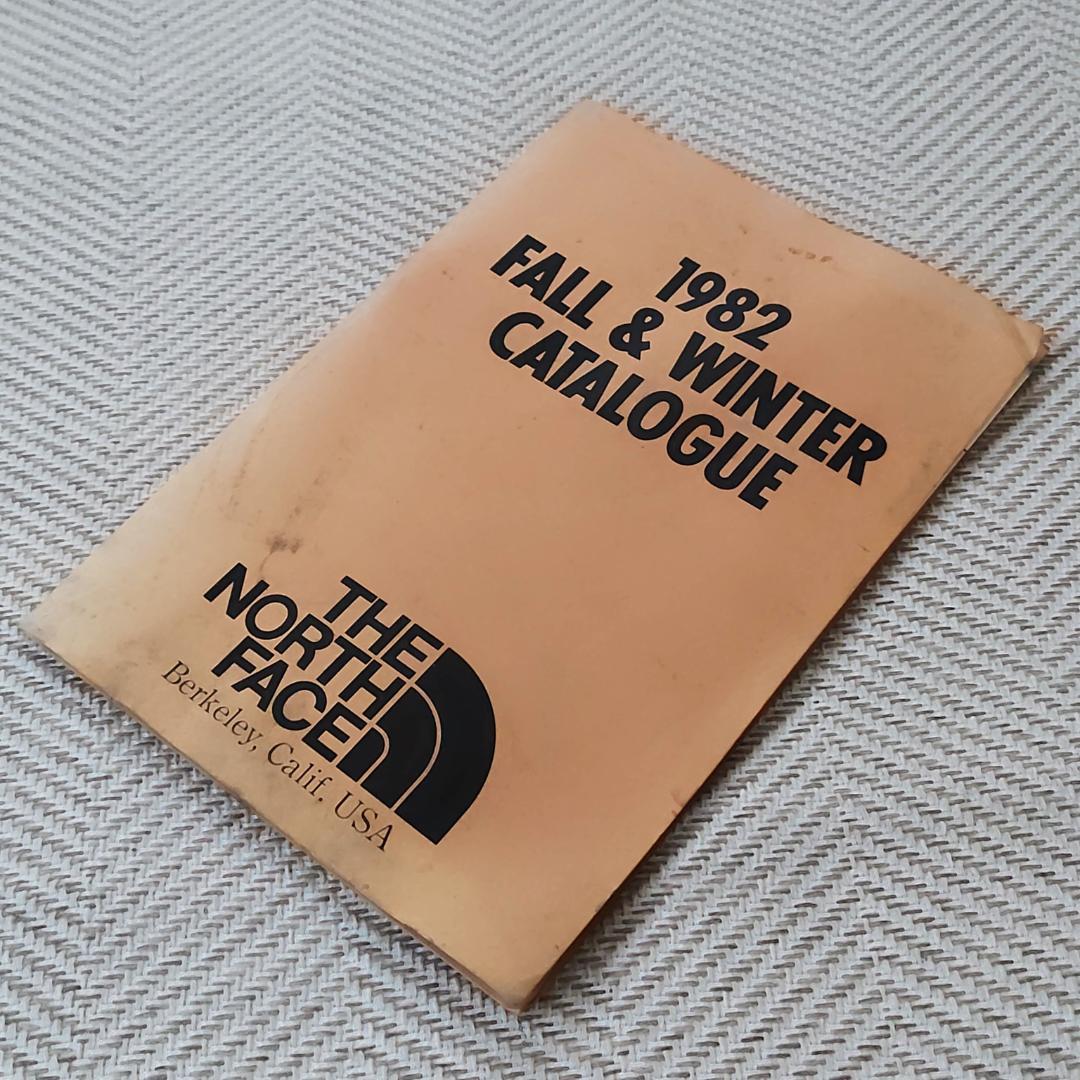 1982
FALL & WINTER
CATALOGUE
THE
NORTH
FACE
Berkeley, Calif. USA